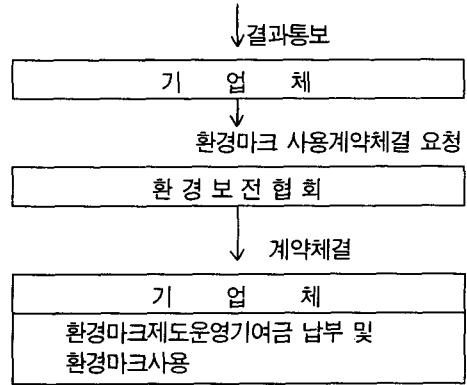 결과통보
기 업 체
환경마크 사용계약체결 요청
환경보전협회
계약체결
기 업 체
환경마크제도운영기여금 납부 및
환경마크사용